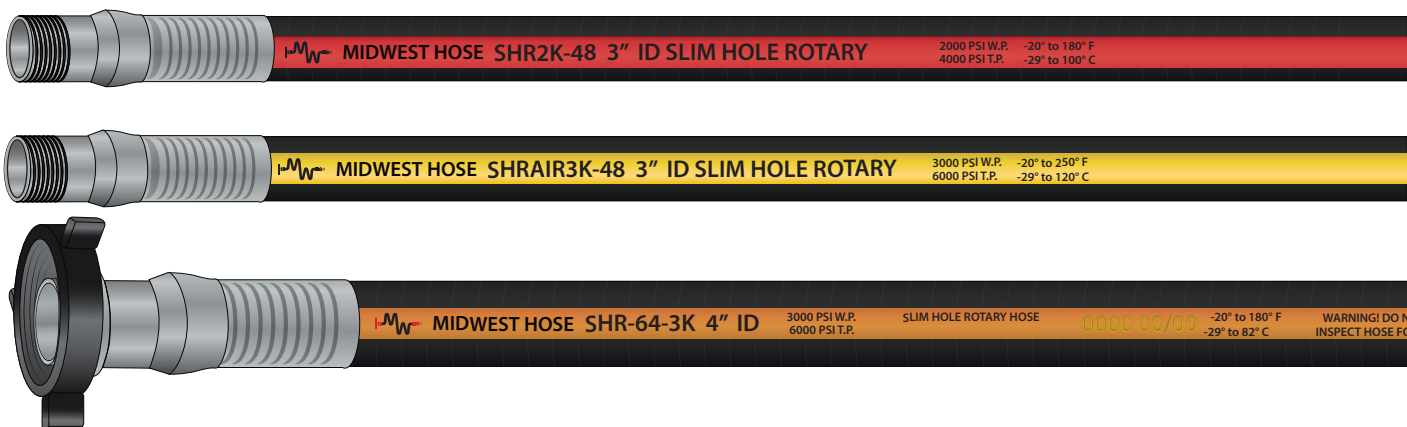 MIDWEST HOSE SHR2K-48 3” ID SLIM HOLE ROTARY
2000 PSI W.P. -20° to 180° F
4000 PSI T.P. -29° to 100° C
MIDWEST HOSE SHRAIR3K-48 3” ID SLIM HOLE ROTARY
3000 PSI W.P. -20° to 250° F
6000 PSI T.P. -29° to 120° C
MIDWEST HOSE SHR-64-3K 4” ID
3000 PSI W.P.
6000 PSI T.P.
SLIM HOLE ROTARY HOSE
0000 00/00
-20° to 180° F
-29° to 82° C
WARNING! DO N
INSPECT HOSE FO